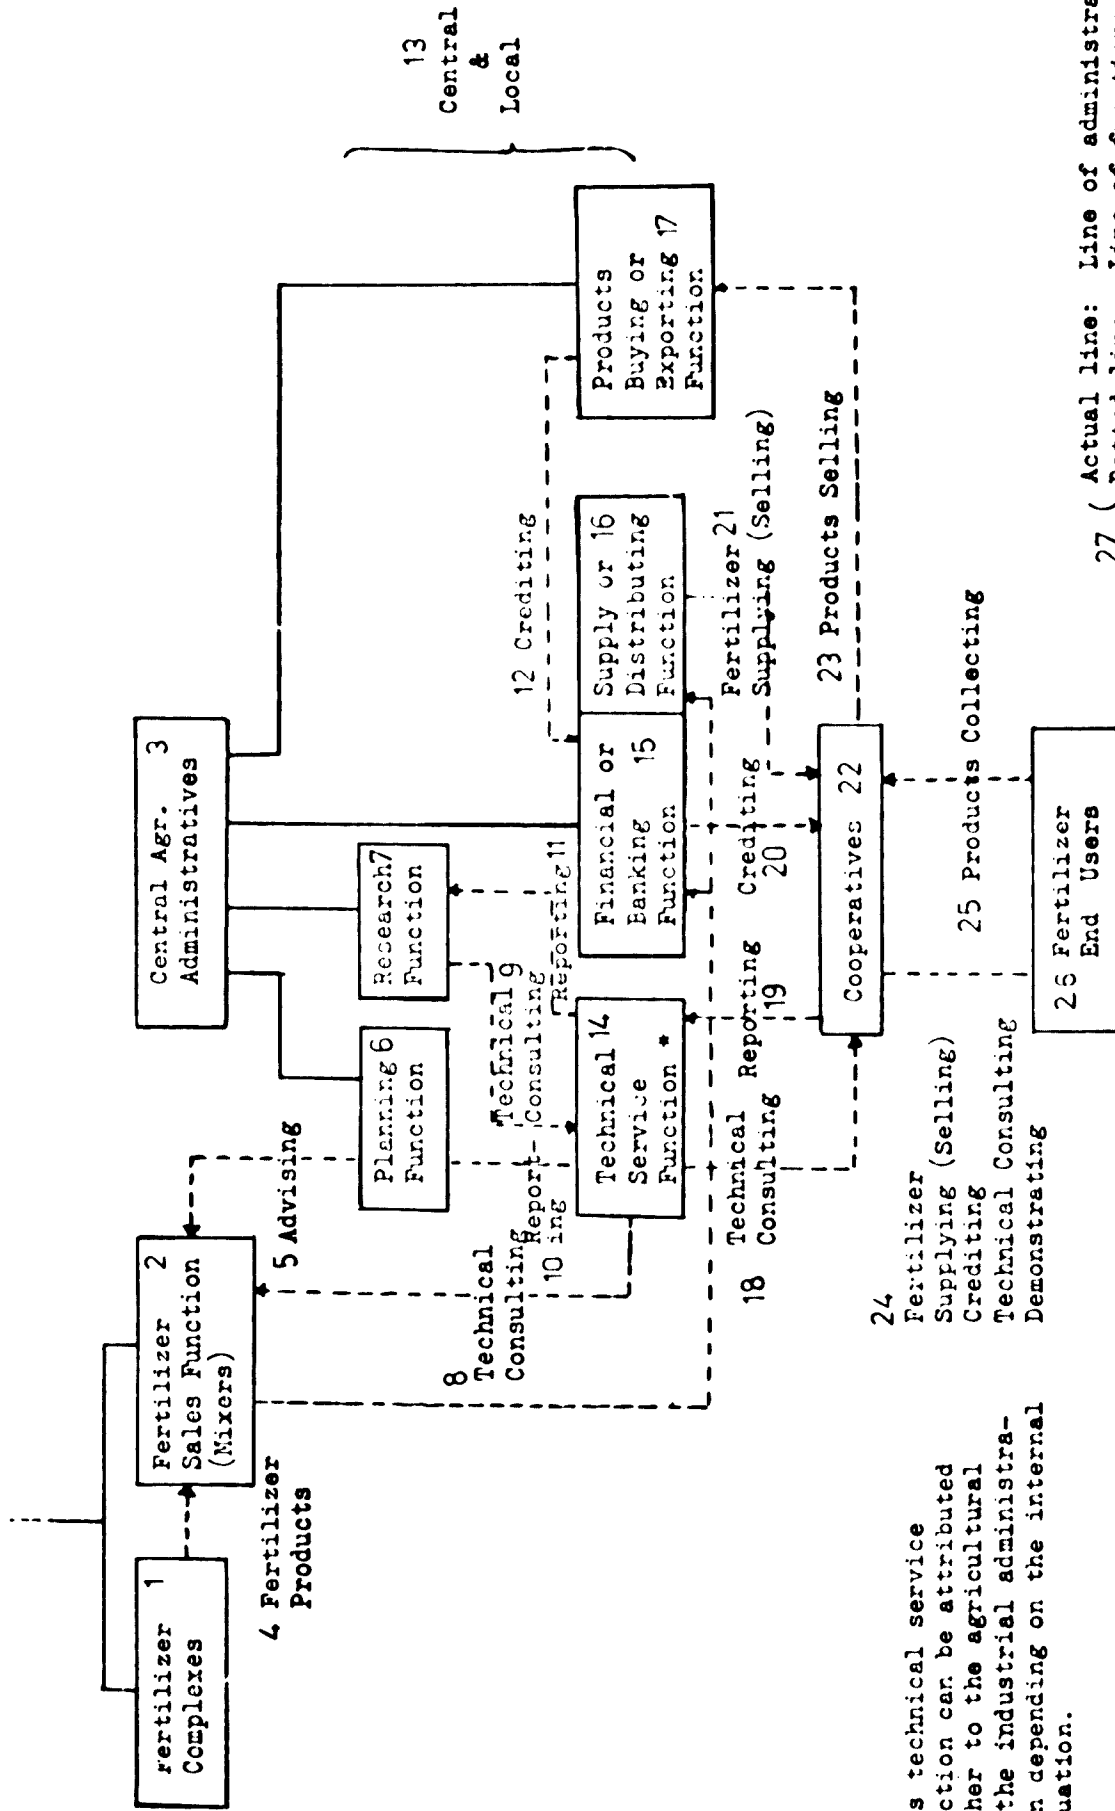 Fertilizer 1
Complexes
Fertilizer 2
Sales Function
(Mixers)
Central Agr. 3
Administratives
4 Fertilizer
Products
5 Advising
Planning 6
Function
Research 7
Function
8
Technical
Consulting
Technical 9
Consulting
Report-
10 ing
Reporting 11
12 Crediting
13
Central
&
Local
Technical 14
Service
Function *
Financial or
Banking 15
Function
Supply or 16
Distributing
Function
Products
Buying or
Exporting 17
Function
18
Technical
Consulting
Reporting
19
Crediting
20
Fertilizer 21
Supplying (Selling)
Cooperatives 22
23 Products Selling
24
Fertilizer
Supplying (Selling)
Crediting
Technical Consulting
Demonstrating
25 Products Collecting
26 Fertilizer
End Users
27 ( Actual line: Line of administra
s technical service
ction can be attributed
her to the agricultural
the industrial administra-
n depending on the internal
uation.